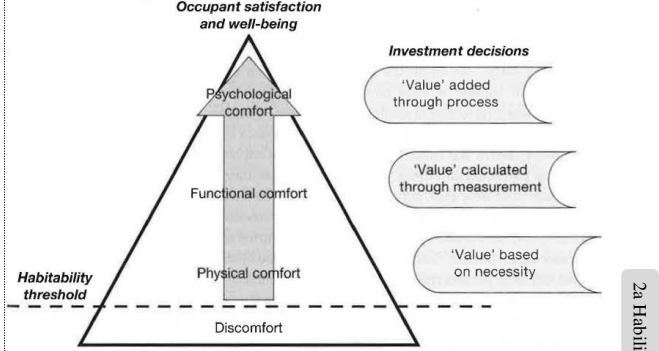 Occupant satisfaction
and well-being
Investment decisions
Psychological
comfort
'Value' added
through process
Functional comfort
'Value' calculated
through measurement
Physical comfort
'Value' based
on necessity
Habitability
threshold
Discomfort
2a Habili